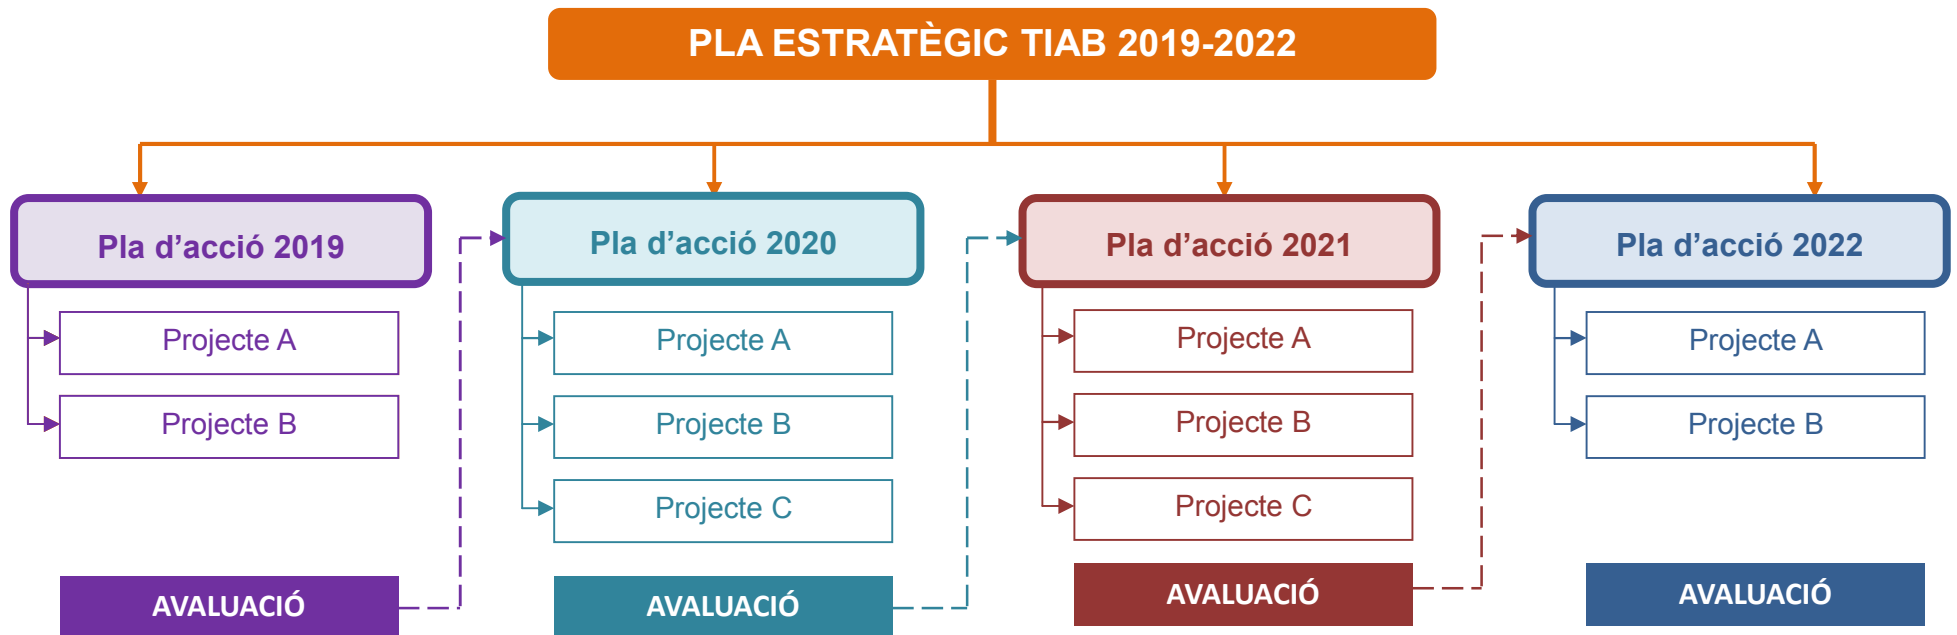 PLA ESTRATÈGIC TIAB 2019-2022
Pla d’acció 2019
Projecte A
Projecte B
AVALUACIÓ
Pla d’acció 2020
Projecte A
Projecte B
Projecte C
AVALUACIÓ
Pla d’acció 2021
Projecte A
Projecte B
Projecte C
AVALUACIÓ
Pla d’acció 2022
Projecte A
Projecte B
AVALUACIÓ